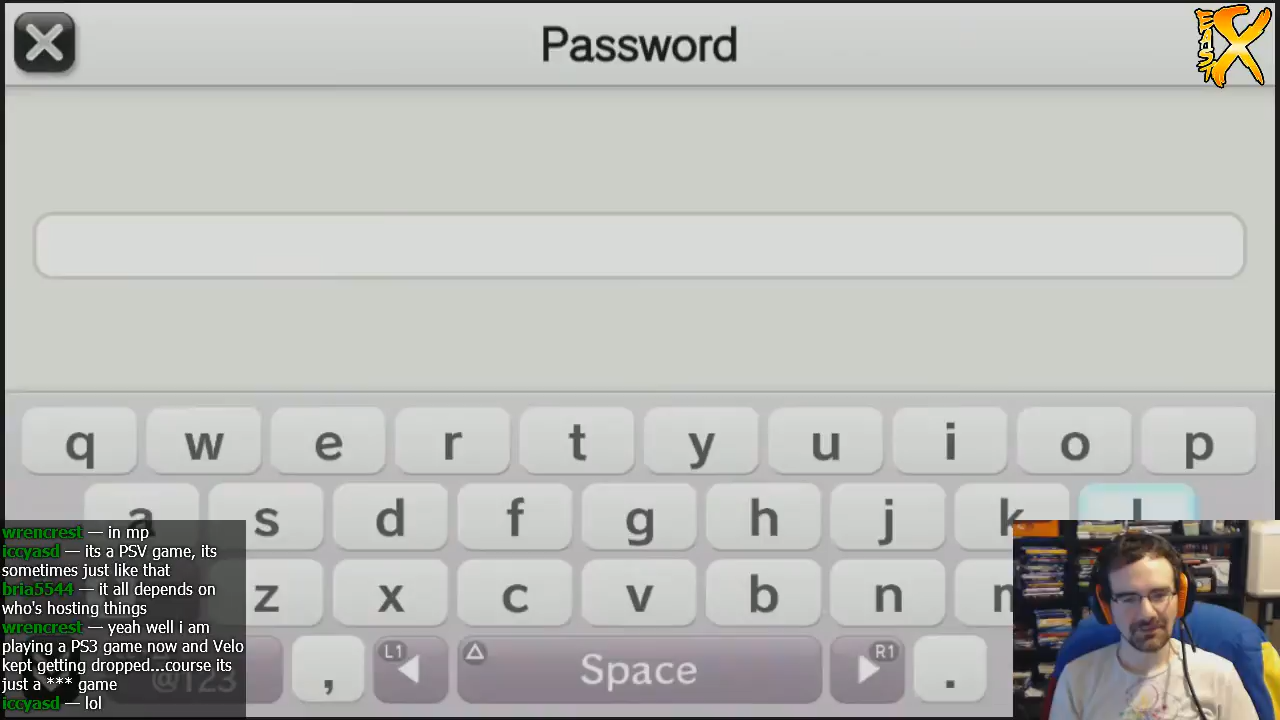 Password
EAST X
q w e r t y u i o p
a s d f g h j k l
z x c v b n m
@123 , L1 Space R1 .
wrencrest — in mp
iccyasd — its a PSV game, its
sometimes just like that
bria5544 — it all depends on
who's hosting things
wrencrest — yeah well i am
playing a PS3 game now and Velo
kept getting dropped...course its
just a *** game
iccyasd — lol